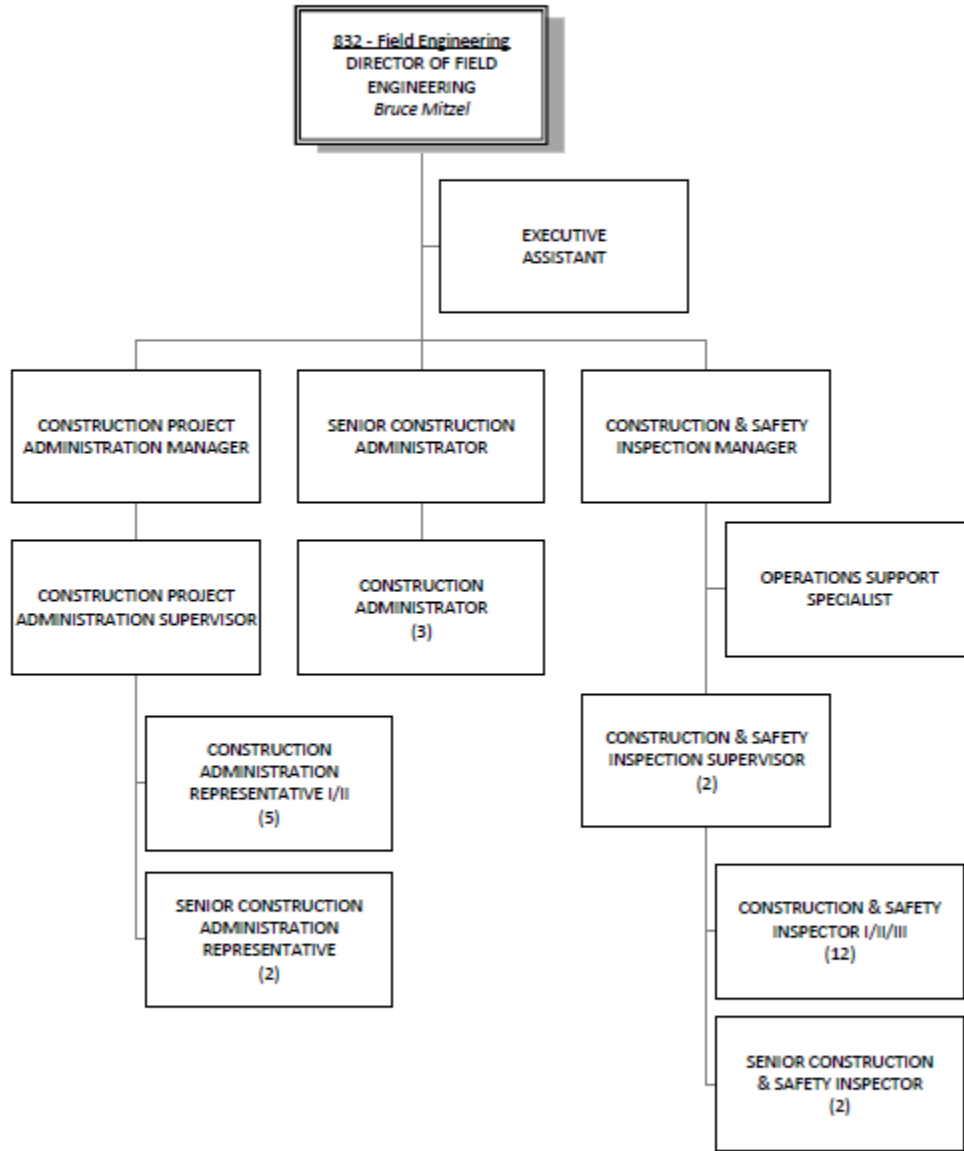 832 - Field Engineering
DIRECTOR OF FIELD
ENGINEERING
Bruce Mitzel
EXECUTIVE
ASSISTANT
CONSTRUCTION PROJECT
ADMINISTRATION MANAGER
SENIOR CONSTRUCTION
ADMINISTRATOR
CONSTRUCTION & SAFETY
INSPECTION MANAGER
CONSTRUCTION PROJECT
ADMINISTRATION SUPERVISOR
CONSTRUCTION
ADMINISTRATOR
(3)
OPERATIONS SUPPORT
SPECIALIST
CONSTRUCTION
ADMINISTRATION
REPRESENTATIVE I/II
(5)
CONSTRUCTION & SAFETY
INSPECTION SUPERVISOR
(2)
SENIOR CONSTRUCTION
ADMINISTRATION
REPRESENTATIVE
(2)
CONSTRUCTION & SAFETY
INSPECTOR I/II/III
(12)
SENIOR CONSTRUCTION
& SAFETY INSPECTOR
(2)